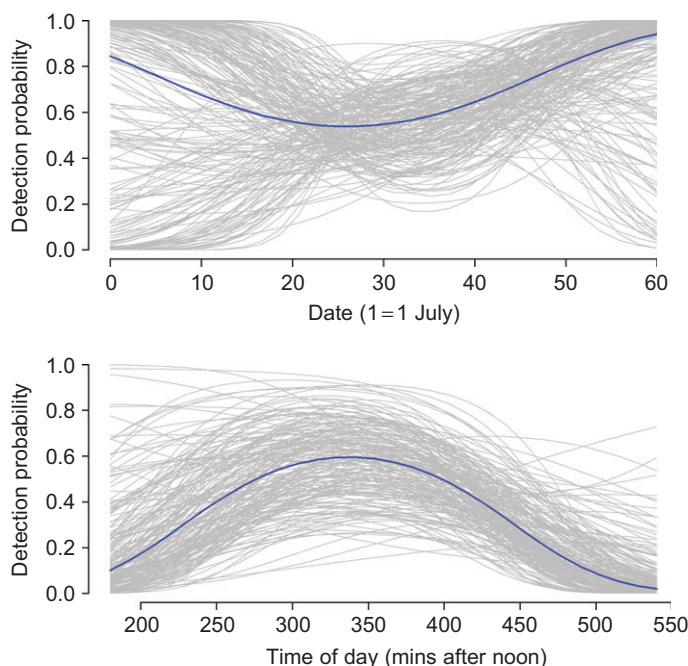 Detection probability
1.0
0.8
0.6
0.4
0.2
0.0
0 10 20 30 40 50 60
Date (1=1 July)
Detection probability
1.0
0.8
0.6
0.4
0.2
0.0
200 250 300 350 400 450 500 550
Time of day (mins after noon)